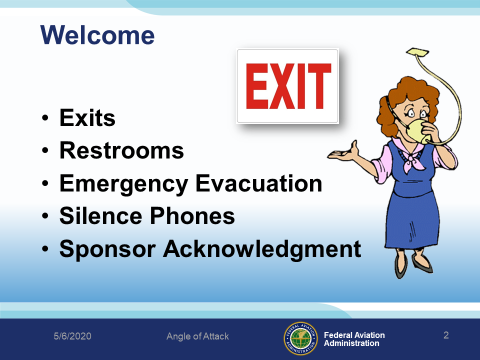 Welcome
EXIT
• Exits
• Restrooms
• Emergency Evacuation
• Silence Phones
• Sponsor Acknowledgment
5/6/2020
Angle of Attack
Federal Aviation
Administration
2